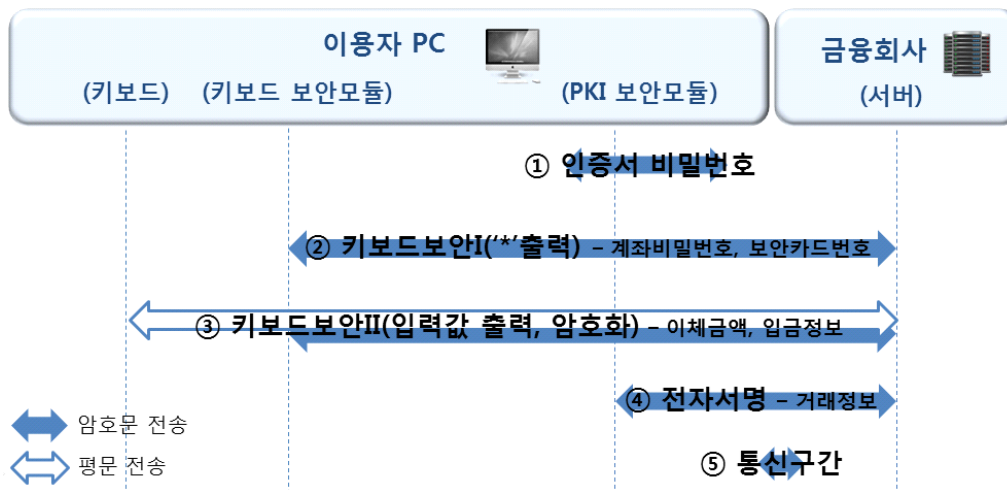 이용자 PC
금융회사
(키보드) (키보드 보안모듈) (PKI 보안모듈) (서버)
① 인증서 비밀번호
② 키보드보안I('*'출력) – 계좌비밀번호, 보안카드번호
③ 키보드보안II(입력값 출력, 암호화) – 이체금액, 입금정보
④ 전자서명 – 거래정보
암호문 전송
⑤ 통신구간
평문 전송